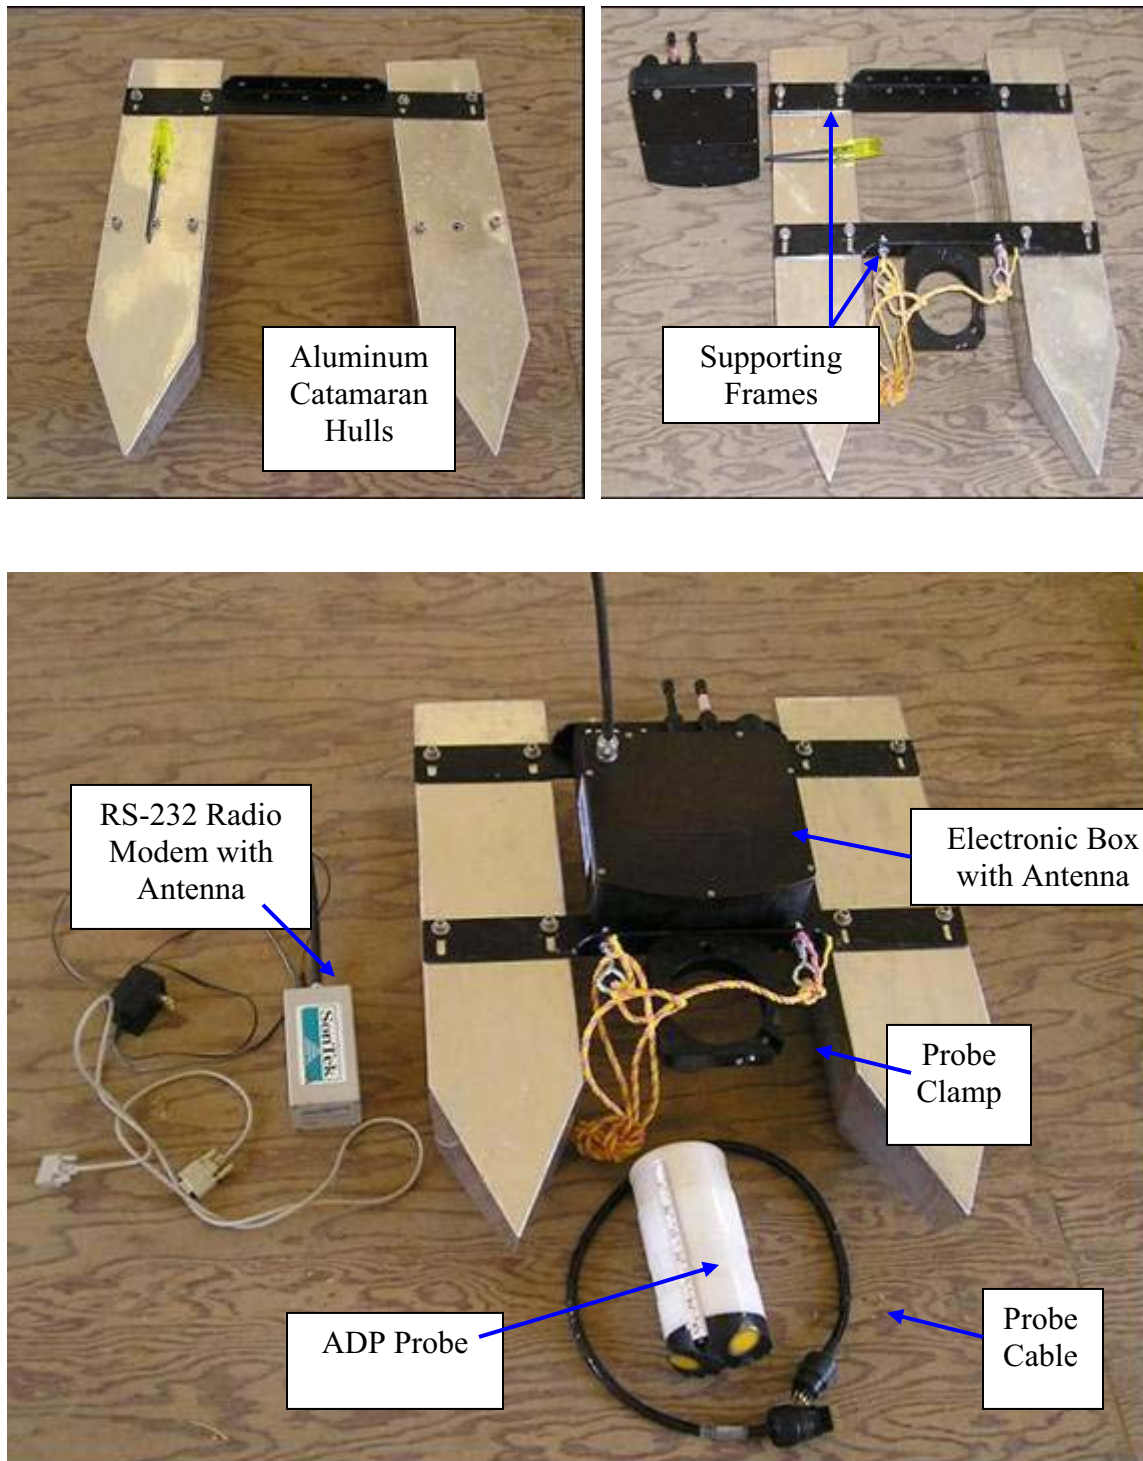 Aluminum
Catamaran
Hulls
Supporting
Frames
RS-232 Radio
Modem with
Antenna
Electronic Box
with Antenna
SonTek
Probe
Clamp
ADP Probe
Probe
Cable